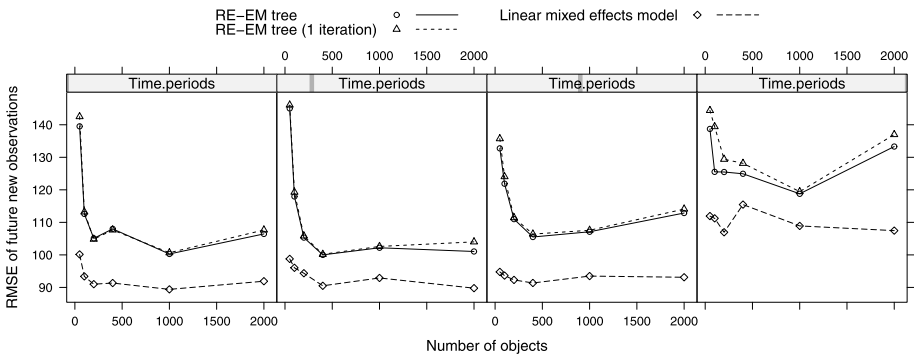 RE−EM tree
RE−EM tree (1 iteration)
Linear mixed effects model
0 500 1000 1500 2000
0 500 1000 1500 2000
Time.periods Time.periods Time.periods Time.periods
RMSE of future new observations
140
130
120
110
100
90
0 500 1000 1500 2000
0 500 1000 1500 2000
Number of objects